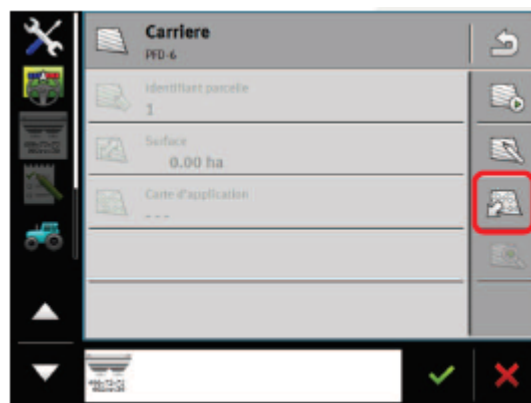 Carriere
PFD-6
Identifiant parcelle
1
Surface
0.00 ha
Carte d'application
---